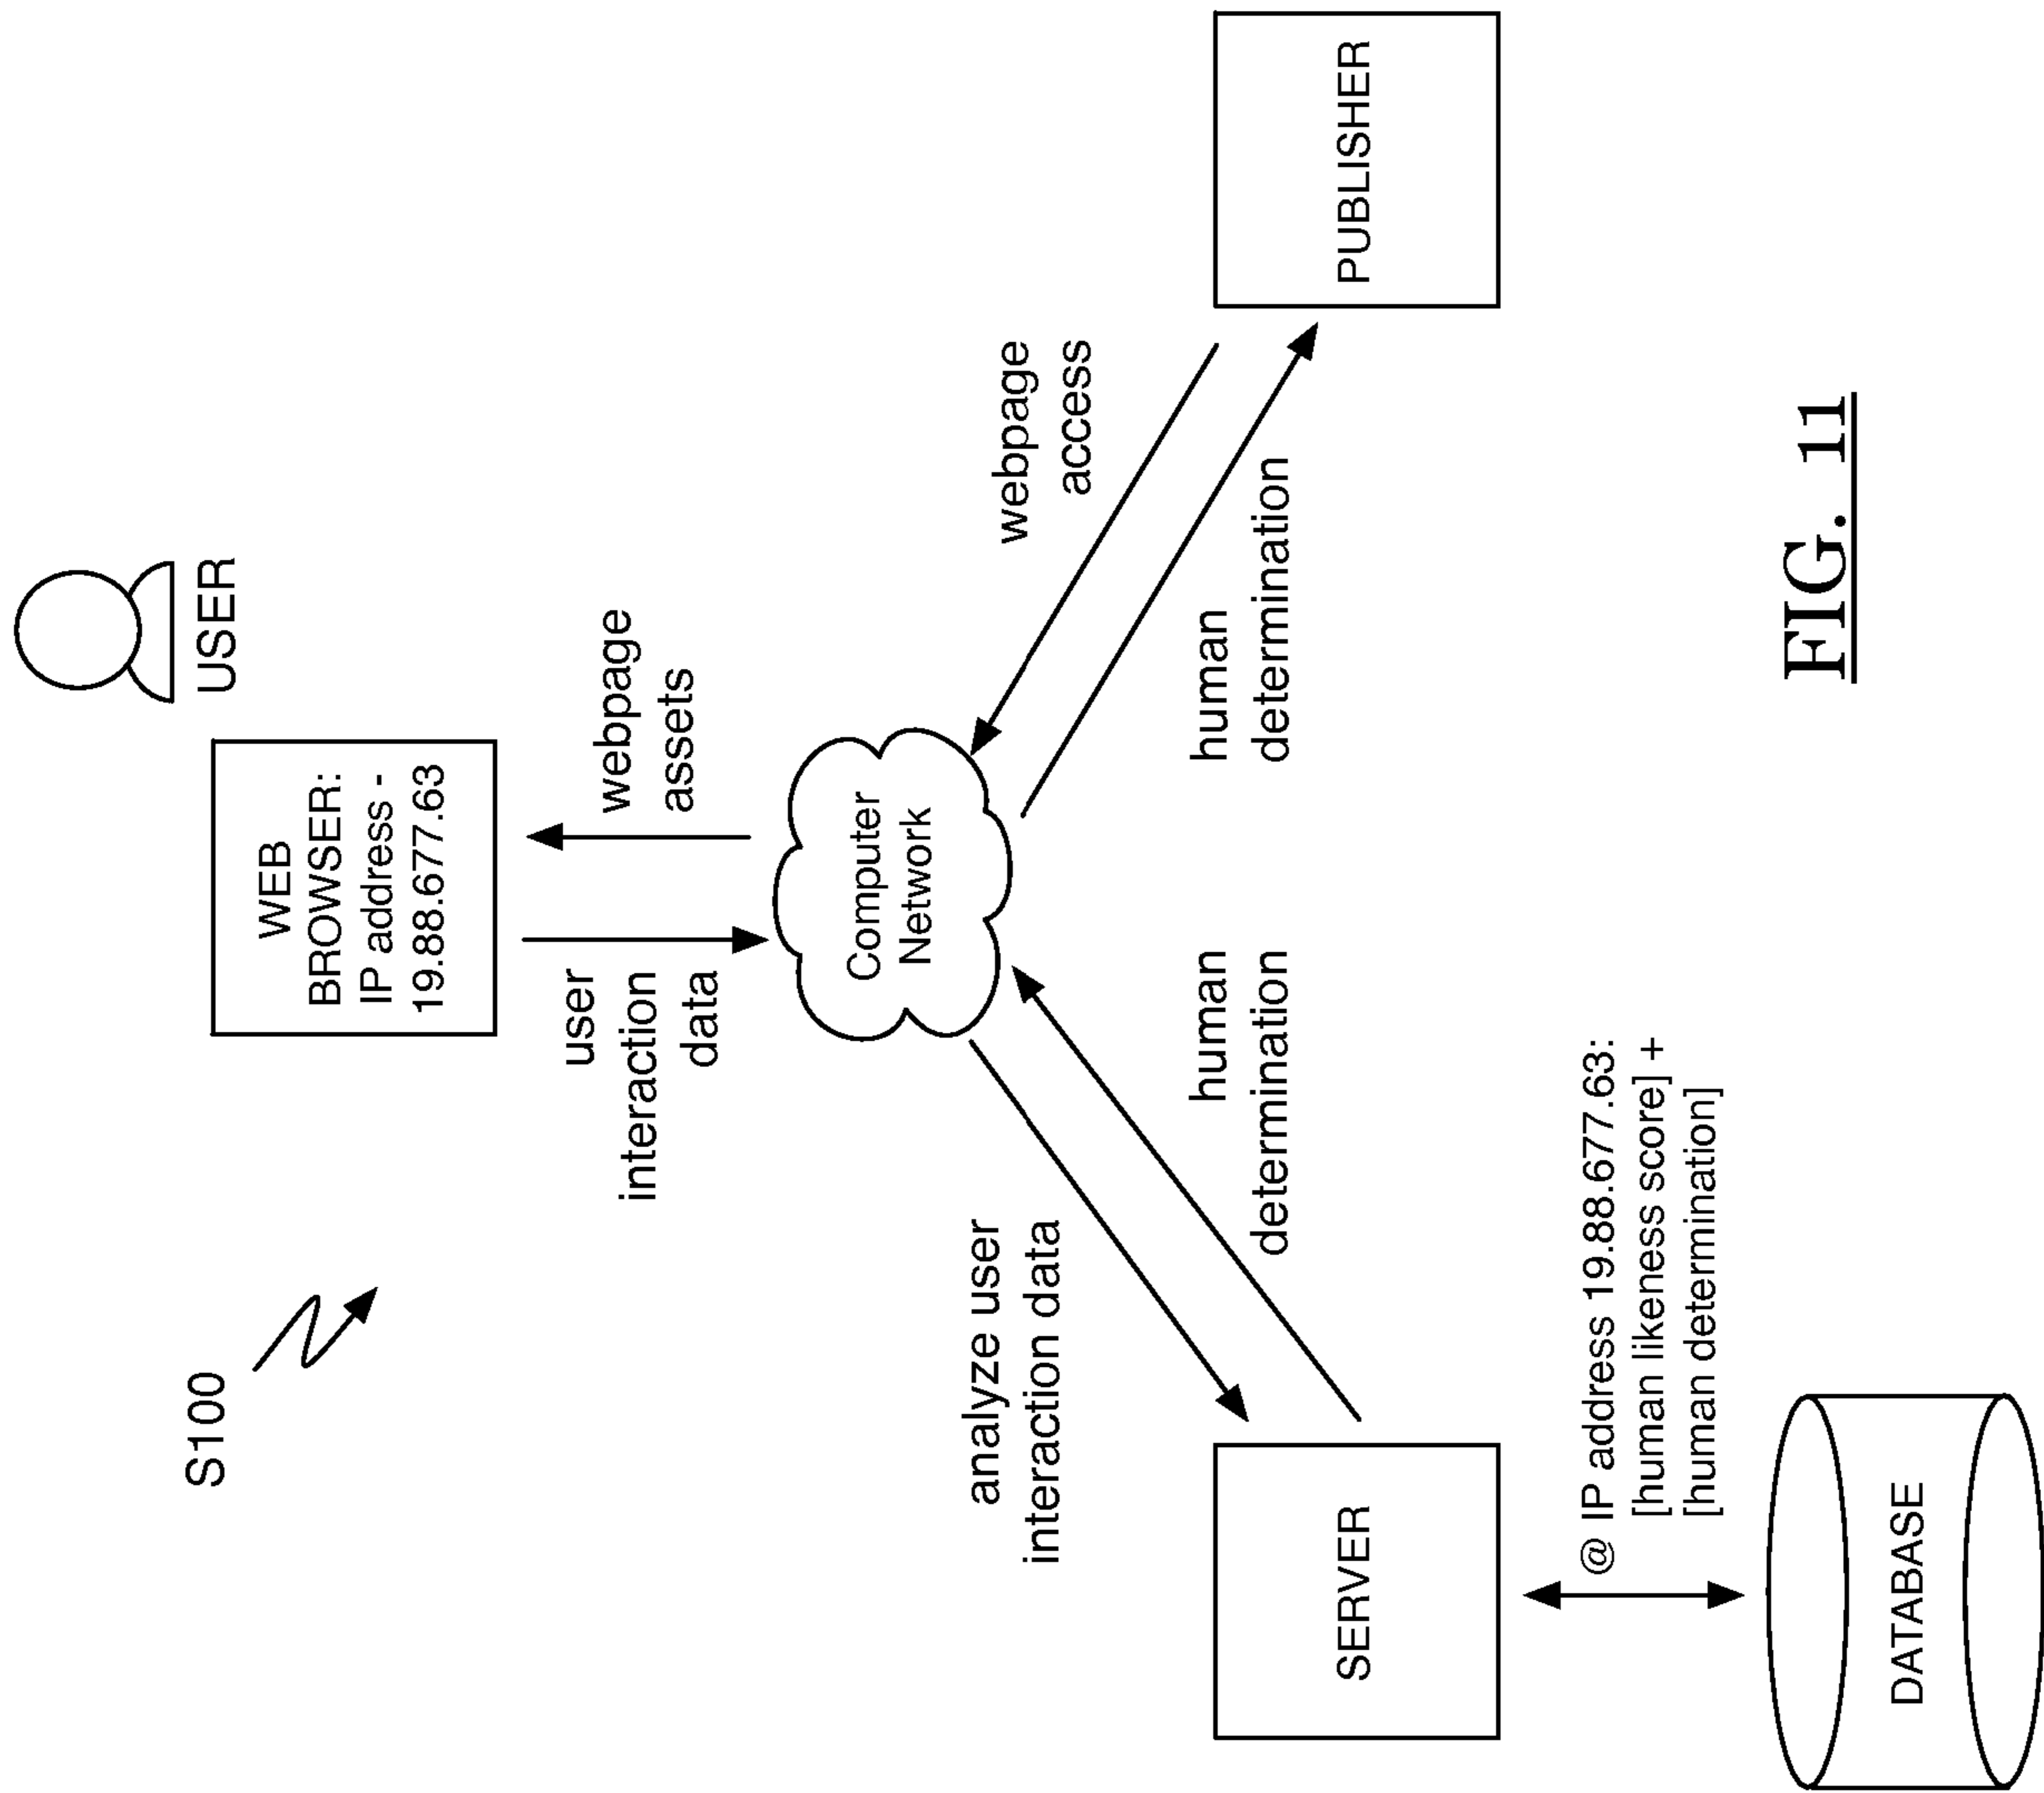 S100
USER
WEB
BROWSER:
IP address -
19.88.677.63
user
interaction
data
webpage
assets
Computer
Network
analyze user
interaction data
human
determination
webpage
access
human
determination
SERVER
PUBLISHER
@ IP address 19.88.677.63:
[human likeness score] +
[human determination]
DATABASE
FIG. 11